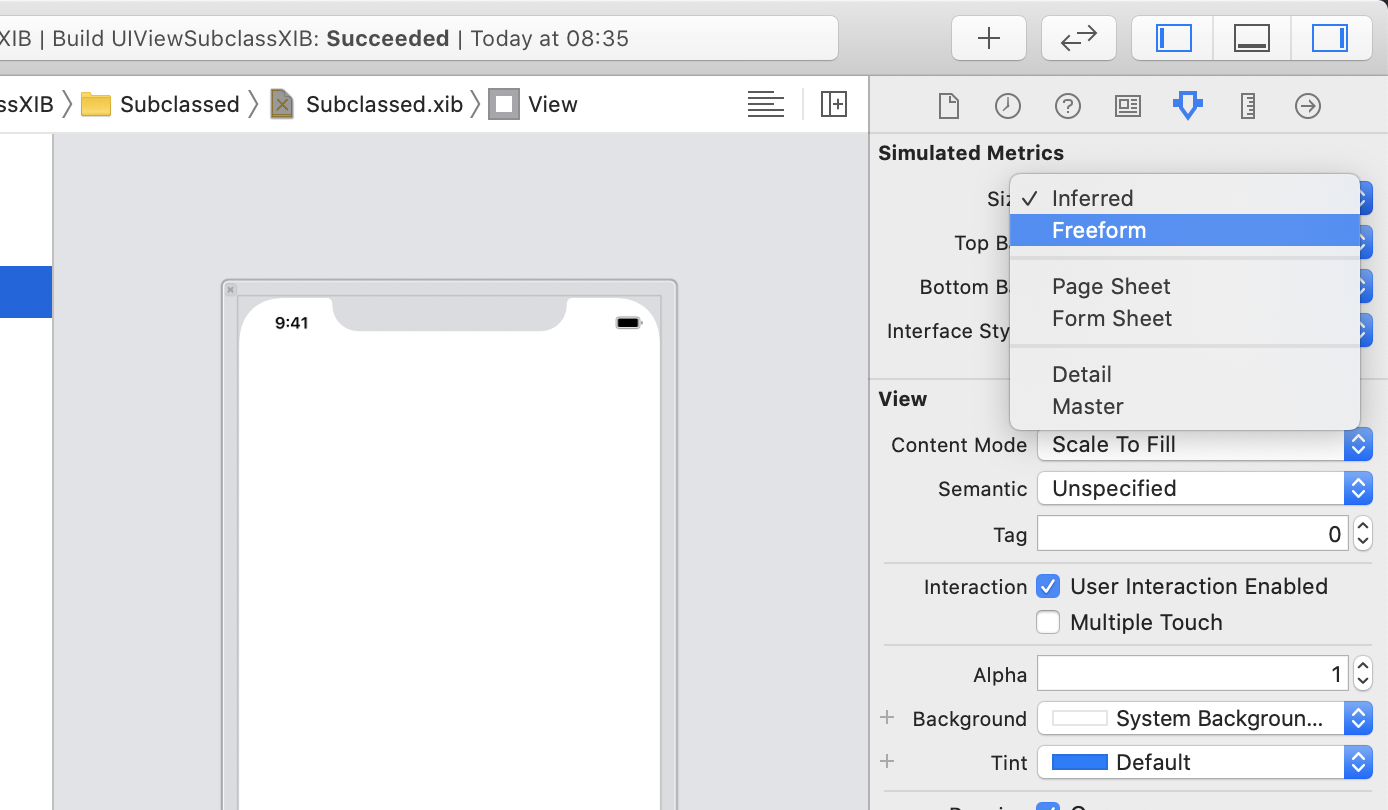 XIB | Build UIViewSubclassXIB: Succeeded | Today at 08:35
ssXIB Subclassed Subclassed.xib View
Simulated Metrics
Inferred
Freeform
Top
Page Sheet
Bottom
Form Sheet
Interface
Detail
Master
9:41
View
Content Mode Scale To Fill
Semantic Unspecified
Tag 0
Interaction User Interaction Enabled
Multiple Touch
Alpha 1
Background System Backgroun...
Tint Default